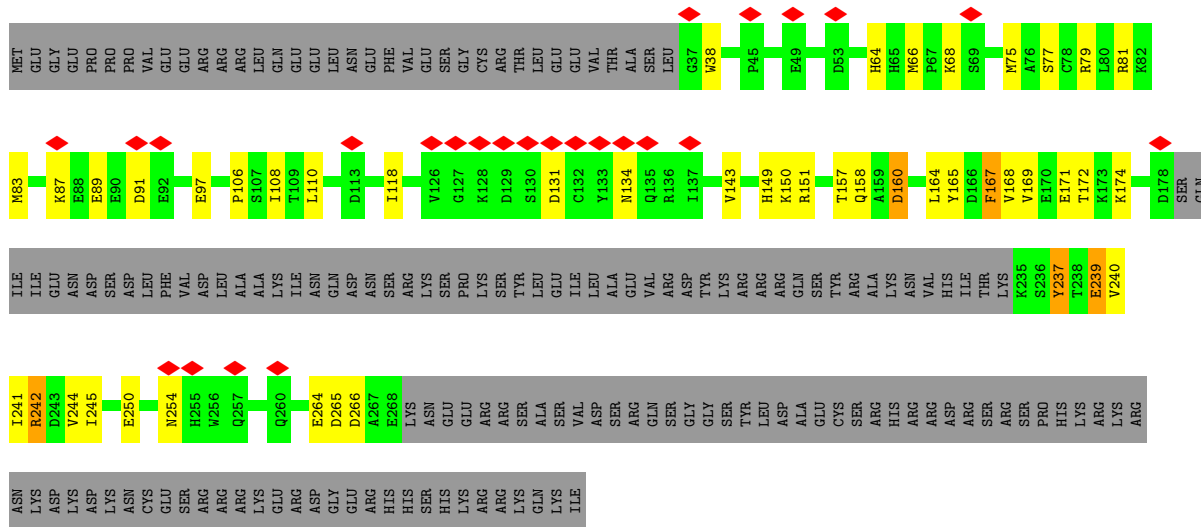 MET GLU GLY GLU PRO PRO PRO VAL GLU GLU ARG ARG ARG LEU GLN GLU GLU LEU ASN GLU PHE VAL GLU SER GLY CYS ARG THR LEU GLU GLU VAL THR ALA SER LEU G37 W38 P45 E49 D53 H64 H65 M66 P67 K68 S69 M75 A76 S77 C78 R79 L80 R81 K82
M83 K87 E88 E89 E90 D91 E92 E97 P106 S107 I108 T109 L110 D113 I118 V126 G127 K128 D129 S130 D131 C132 Y133 N134 Q135 R136 I137 V143 H149 K150 R151 T157 Q158 A159 D160 L164 Y165 D166 F167 V168 V169 E170 E171 T172 K173 K174 D178 SER GLN
ILE ILE GLU ASN ASP SER ASP LEU PHE VAL ASP LEU ALA ALA LYS ILE ASN GLN ASP ASN SER ARG LYS SER PRO LYS SER TYR LEU GLU ILE LEU ALA GLU VAL ARG ASP TYR LYS ARG ARG ARG GLN SER TYR ARG ALA LYS ASN VAL HIS ILE THR LYS K235 S236 Y237 T238 E239 V240
I241 R242 D243 V244 I245 E250 N254 H255 W256 Q257 Q260 E264 D265 D266 A267 E268 LYS ASN GLU GLU ARG ARG SER ALA SER VAL ASP SER ARG GLN SER GLY GLY SER TYR LEU ASP ALA GLU CYS SER ARG HIS ARG ARG ASP ARG SER ARG SER PRO HIS LYS ARG LYS ARG
ASN LYS ASP LYS ASP LYS ASN CYS GLU SER ARG ARG ARG LYS GLU ARG ASP GLY GLU ARG HIS HIS SER HIS LYS ARG ARG LYS GLN LYS ILE